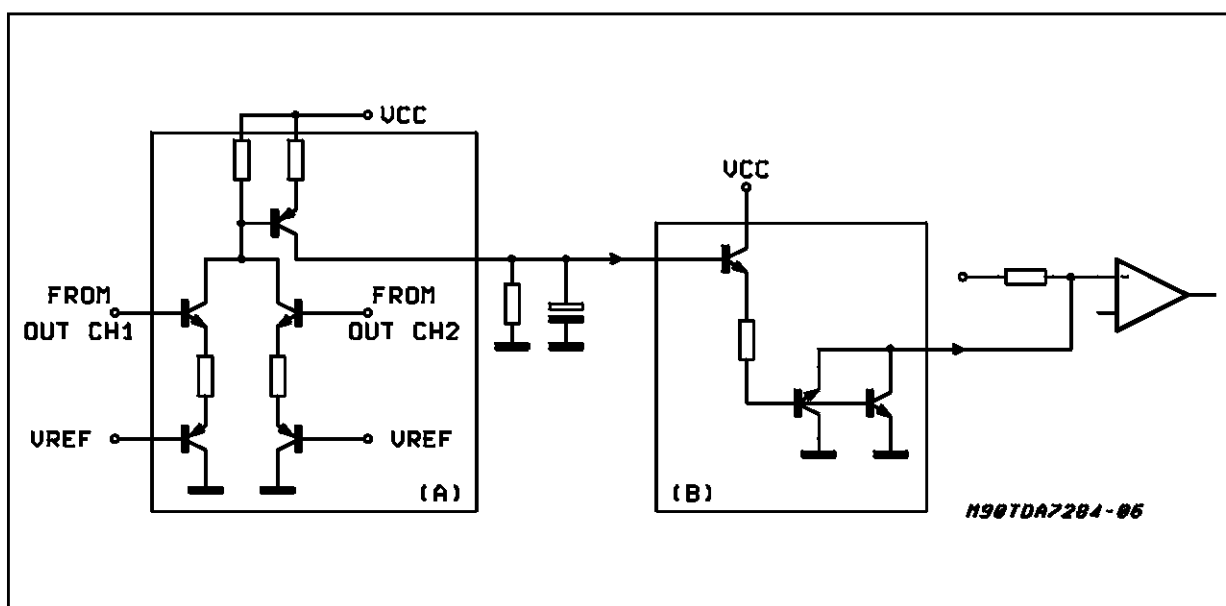 VCC
VCC
FROM
OUT CH1
FROM
OUT CH2
VREF
VREF
(A)
(B)
M90TDA7284-06